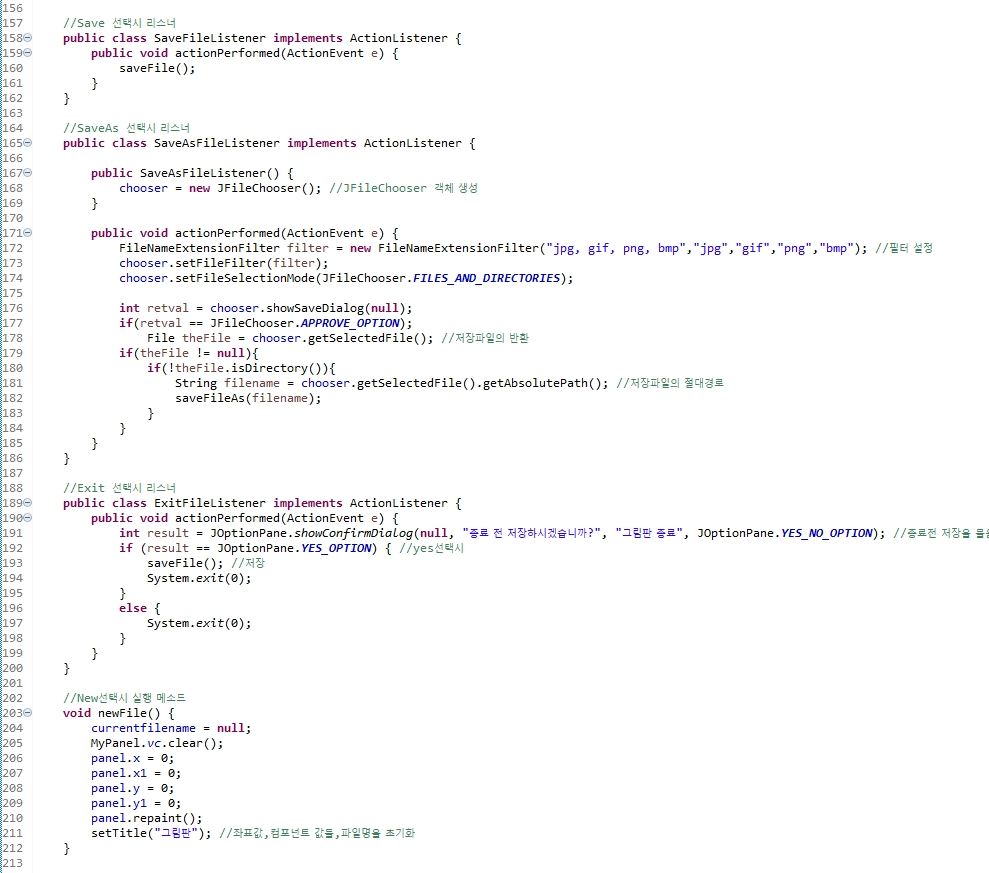 156
157 //Save 선택시 리스너
158 public class SaveFileListener implements ActionListener {
159 public void actionPerformed(ActionEvent e) {
160 saveFile();
161 }
162 }
163
164 //SaveAs 선택시 리스너
165 public class SaveAsFileListener implements ActionListener {
166
167 public SaveAsFileListener() {
168 chooser = new JFileChooser(); //JFileChooser 객체 생성
169 }
170
171 public void actionPerformed(ActionEvent e) {
172 FileNameExtensionFilter filter = new FileNameExtensionFilter("jpg, gif, png, bmp","jpg","gif","png","bmp"); //필터 설정
173 chooser.setFileFilter(filter);
174 chooser.setFileSelectionMode(JFileChooser.FILES_AND_DIRECTORIES);
175
176 int retval = chooser.showSaveDialog(null);
177 if(retval == JFileChooser.APPROVE_OPTION);
178 File theFile = chooser.getSelectedFile(); //저장파일의 반환
179 if(theFile != null){
180 if(!theFile.isDirectory()){
181 String filename = chooser.getSelectedFile().getAbsolutePath(); //저장파일의 절대경로
182 saveFileAs(filename);
183 }
184 }
185 }
186 }
187
188 //Exit 선택시 리스너
189 public class ExitFileListener implements ActionListener {
190 public void actionPerformed(ActionEvent e) {
191 int result = JOptionPane.showConfirmDialog(null, "종료 전 저장하시겠습니까?", "그림판 종료", JOptionPane.YES_NO_OPTION); //종료전 저장을
192 if (result == JOptionPane.YES_OPTION) { //yes선택시
193 saveFile(); //저장
194 System.exit(0);
195 }
196 else {
197 System.exit(0);
198 }
199 }
200 }
201
202 //New선택시 실행 메소드
203 void newFile() {
204 currentfilename = null;
205 MyPanel.vc.clear();
206 panel.x = 0;
207 panel.x1 = 0;
208 panel.y = 0;
209 panel.y1 = 0;
210 panel.repaint();
211 setTitle("그림판"); //좌표값,컴포넌트 값들,파일명을 초기화
212 }
213